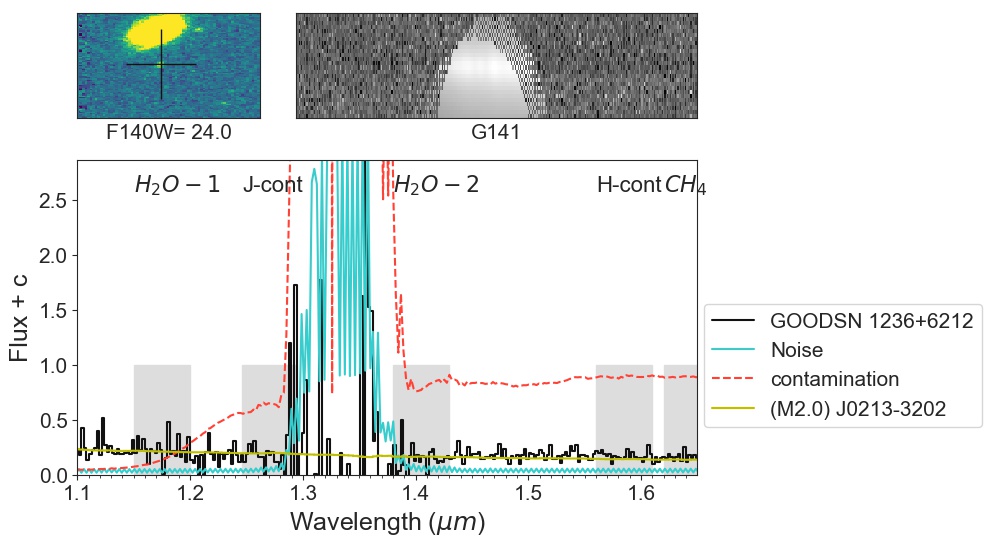 F140W= 24.0
G141
H₂O − 1
J-cont
H₂O − 2
H-cont
CH₄
Flux + c
2.5
2.0
1.5
1.0
0.5
0.0
1.1
1.2
1.3
1.4
1.5
1.6
Wavelength (μm)
GOODSN 1236+6212
Noise
contamination
(M2.0) J0213-3202